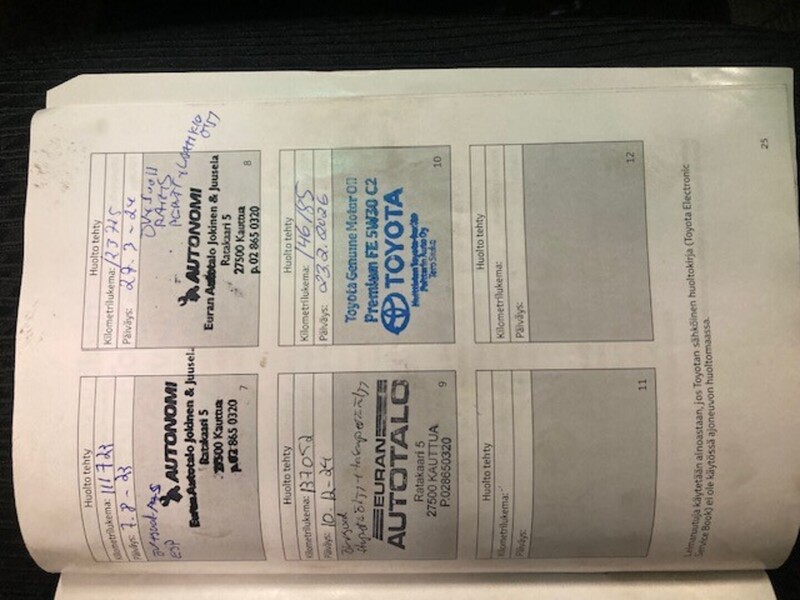 Huolto tehty
Kilometrilukema: 111723
Päiväys: 7.8-23
AUTONOMI
Euran Autotalo Jokinen & Juusela
Ratakaari 5
27500 Kauttua
p.02 865 0320
7
Huolto tehty
Kilometrilukema: 123715
Päiväys: 27.3-24
AUTONOMI
Euran Autotalo Jokinen & Juusela
Ratakaari 5
27500 Kauttua
p.02 865 0320
8
Huolto tehty
Kilometrilukema: 137052
Päiväys: 10.12-24
EURAN
AUTOTALO
Ratakaari 5
27500 KAUTTUA
P.028650320
9
Huolto tehty
Kilometrilukema: 146185
Päiväys: 23.2.2026
Toyota Genuine Motor Oil
Premium FE 5W30 C2
TOYOTA
10
Huolto tehty
Kilometrilukema:
Päiväys:
11
Huolto tehty
Kilometrilukema:
Päiväys:
12
Leimaruutuja käytetään ainoastaan, jos Toyotan sähköinen huoltokirja (Toyota Electronic
Service Book) ei ole käytössä ajoneuvon huoltomaassa.
25